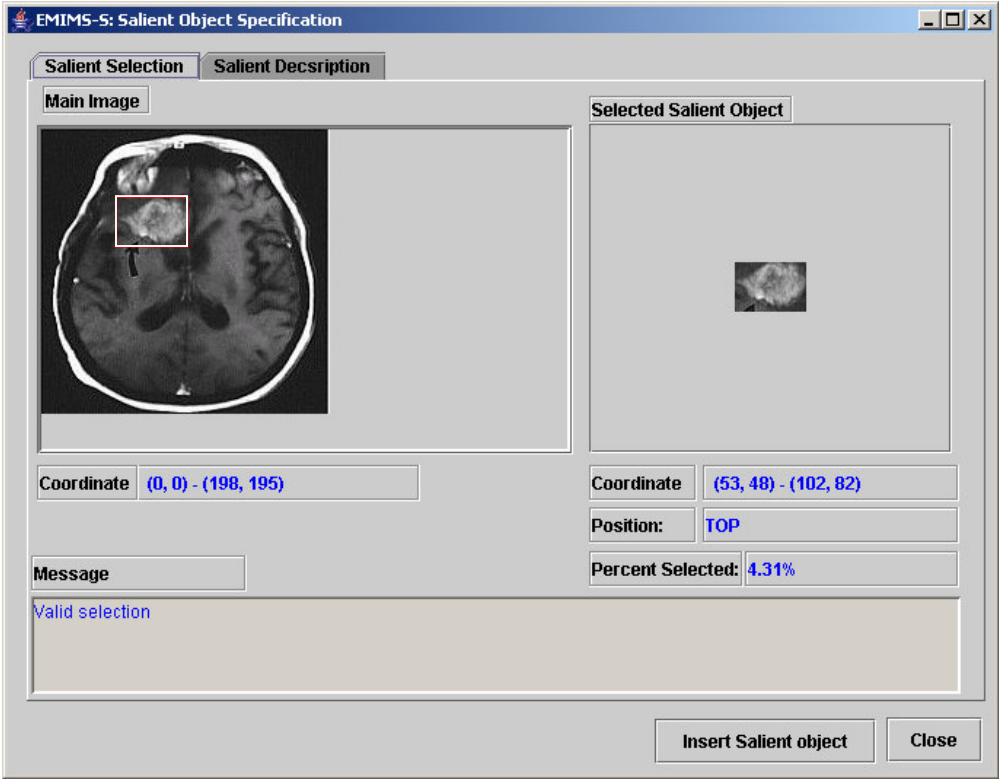 EMIMS-S: Salient Object Specification
Salient Selection
Salient Decsription
Main Image
Selected Salient Object
Coordinate
(0, 0) - (198, 195)
Coordinate
(53, 48) - (102, 82)
Position:
TOP
Percent Selected:
4.31%
Message
Valid selection
Insert Salient object
Close